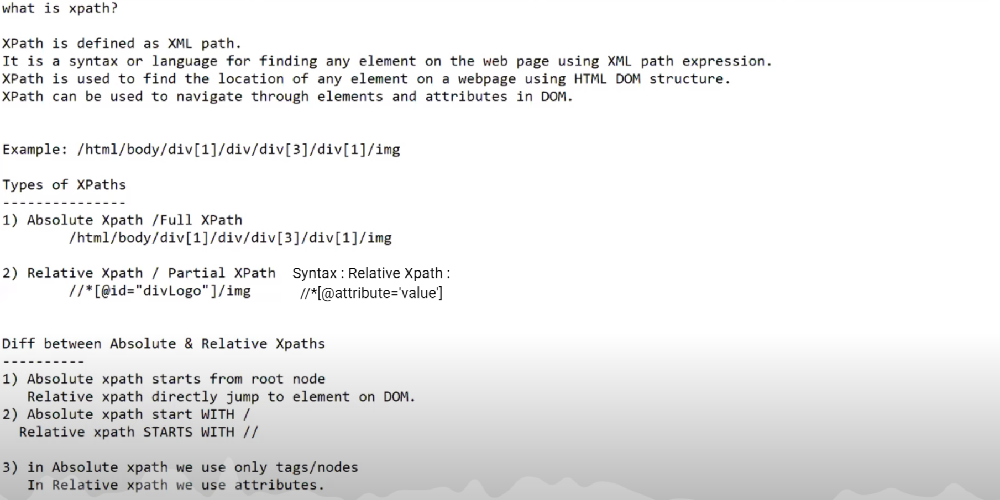 what is xpath?
XPath is defined as XML path.
It is a syntax or language for finding any element on the web page using XML path expression.
XPath is used to find the location of any element on a webpage using HTML DOM structure.
XPath can be used to navigate through elements and attributes in DOM.
Example: /html/body/div[1]/div/div[3]/div[1]/img
Types of XPaths
---------------
1) Absolute Xpath /Full XPath
/html/body/div[1]/div/div[3]/div[1]/img
2) Relative Xpath / Partial XPath
//*[@id="divLogo"]/img
Syntax : Relative Xpath :
//*[@attribute='value']
Diff between Absolute & Relative Xpaths
----------
1) Absolute xpath starts from root node
Relative xpath directly jump to element on DOM.
2) Absolute xpath start WITH /
Relative xpath STARTS WITH //
3) in Absolute xpath we use only tags/nodes
In Relative xpath we use attributes.